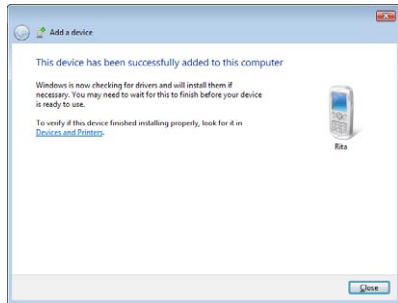 Add a device
This device has been successfully added to this computer
Windows is now checking for drivers and will install them if
necessary. You may need to wait for this to finish before your device
is ready to use.
To verify if this device finished installing properly, look for it in
Devices and Printers.
Rita
Close